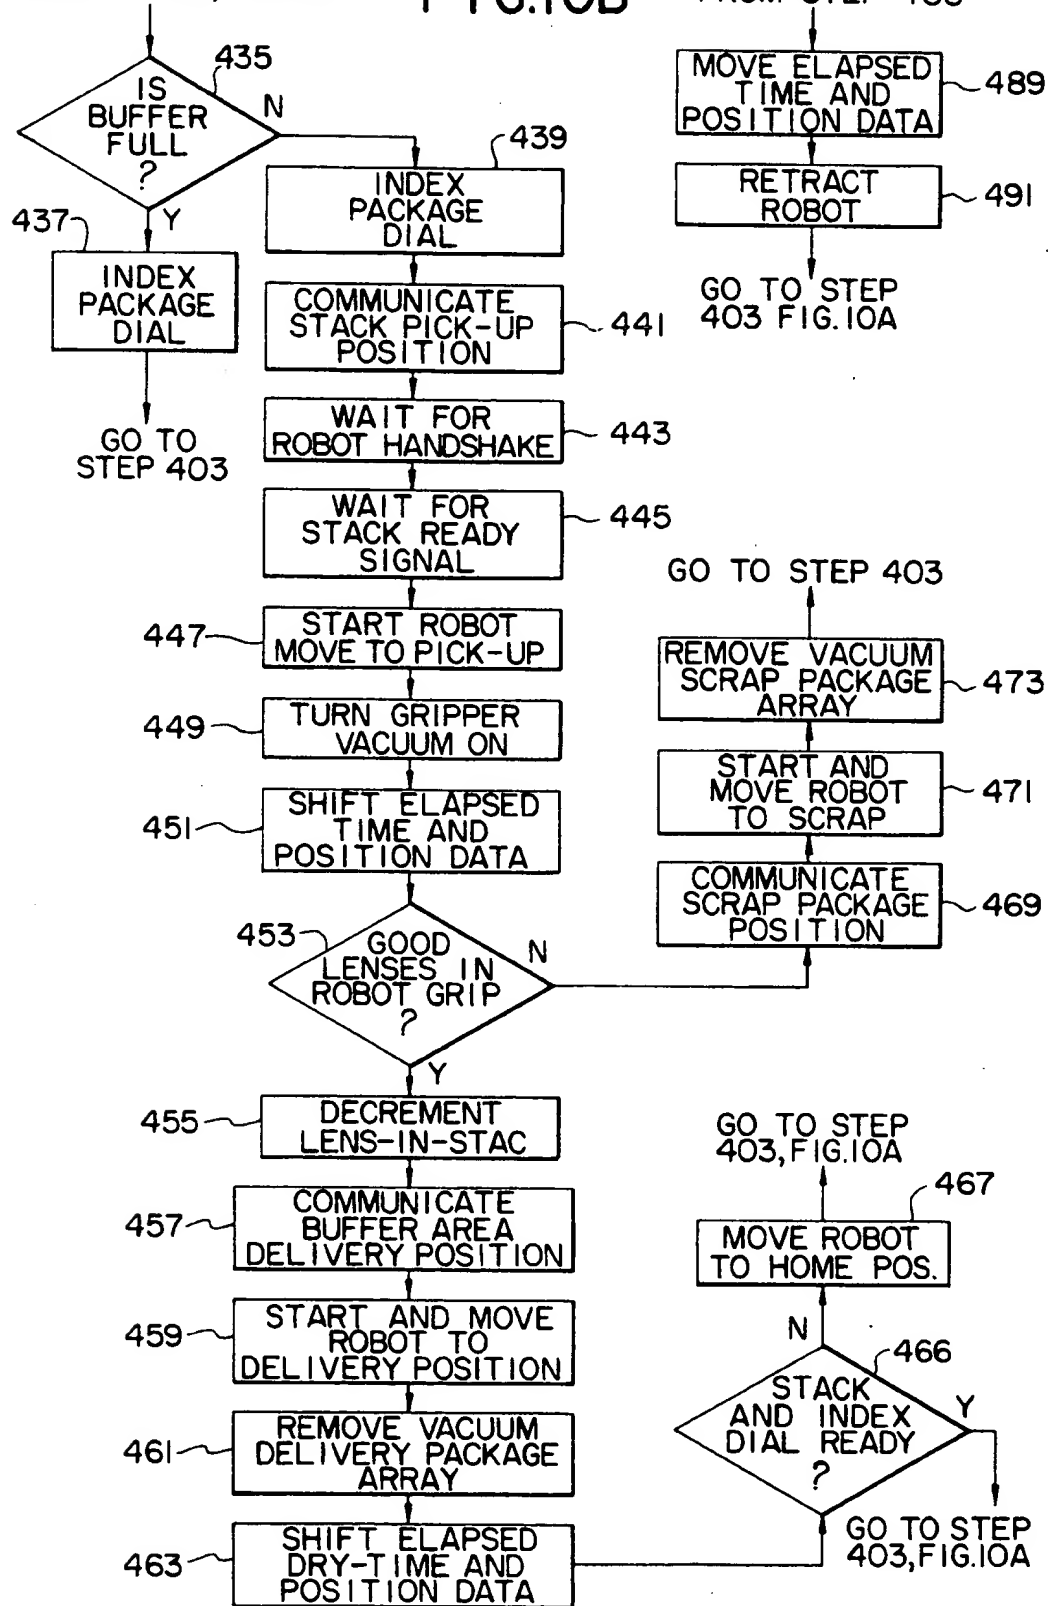 FIG.10B
435
IS
BUFFER
FULL
?
N
Y
437
INDEX
PACKAGE
DIAL
GO TO
STEP 403
439
INDEX
PACKAGE
DIAL
COMMUNICATE
STACK PICK-UP
POSITION
441
WAIT FOR
ROBOT HANDSHAKE
443
WAIT FOR
STACK READY
SIGNAL
445
447
START ROBOT
MOVE TO PICK-UP
449
TURN GRIPPER
VACUUM ON
451
SHIFT ELAPSED
TIME AND
POSITION DATA
453
GOOD
LENSES IN
ROBOT GRIP
?
N
Y
455
DECREMENT
LENS-IN-STAC
457
COMMUNICATE
BUFFER AREA
DELIVERY POSITION
459
START AND MOVE
ROBOT TO
DELIVERY POSITION
461
REMOVE VACUUM
DELIVERY PACKAGE
ARRAY
463
SHIFT ELAPSED
DRY-TIME AND
POSITION DATA
FROM STEP
MOVE ELAPSED
TIME AND
POSITION DATA
489
RETRACT
ROBOT
491
GO TO STEP
403 FIG.10A
GO TO STEP 403
REMOVE VACUUM
SCRAP PACKAGE
ARRAY
473
START AND
MOVE ROBOT
TO SCRAP
471
COMMUNICATE
SCRAP PACKAGE
POSITION
469
GO TO STEP
403,FIG.10A
467
MOVE ROBOT
TO HOME POS.
N
466
STACK
AND INDEX
DIAL READY
?
Y
GO TO STEP
403,FIG.10A